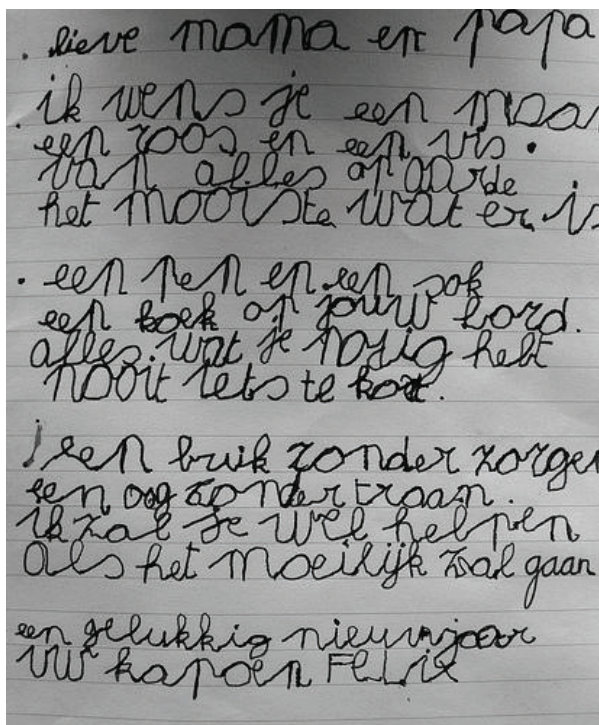 . lieve mama en papa
. ik wens je een maan
een roos en een vis .
van alles op aarde
het mooiste wat er is
. een pen en een sok
een koek op jouw bord.
alles wat je nodig hebt
nooit iets te kort.
een buik zonder zorgen
een oog zonder traan.
ik zal je wel helpen
als het moeilijk zal gaan
een gelukkig nieuwjaar
uw kapoen FeLix